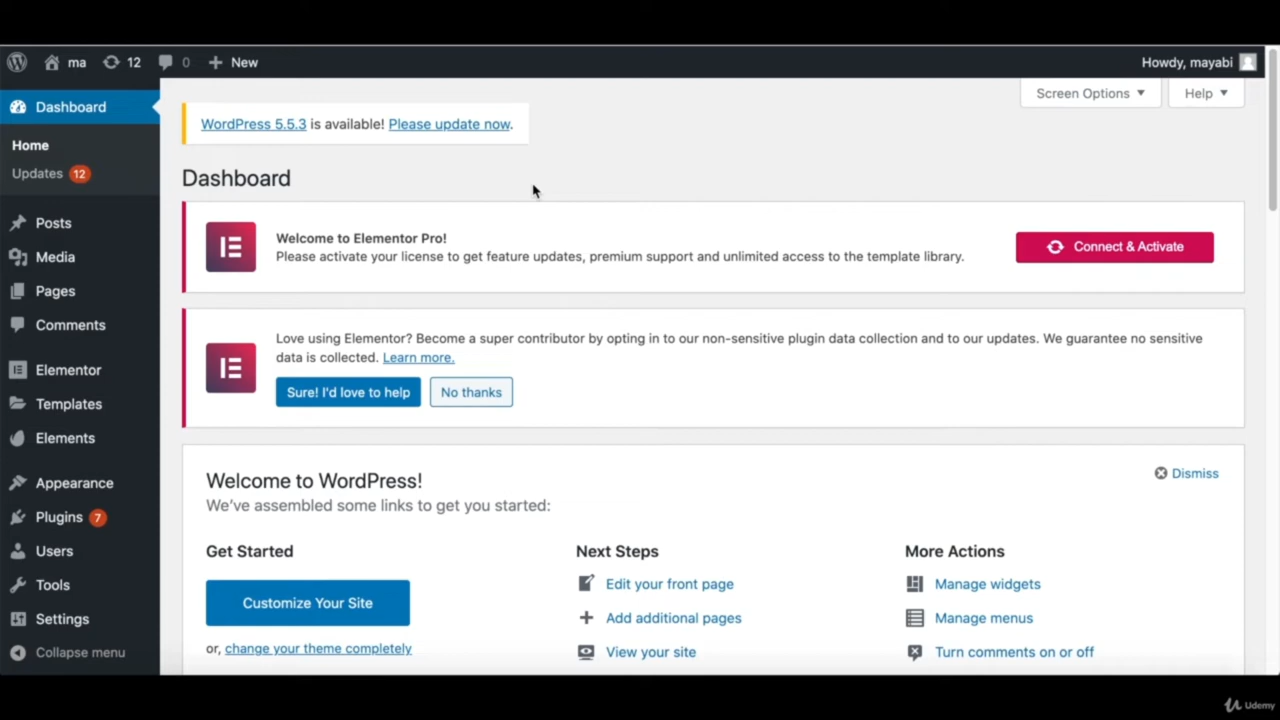 ma 12 0 New Howdy, mayabi
Dashboard
Home
Updates 12
Posts
Media
Pages
Comments
Elementor
Templates
Elements
Appearance
Plugins 7
Users
Tools
Settings
Collapse menu
Screen Options Help
WordPress 5.5.3 is available! Please update now.
Dashboard
Welcome to Elementor Pro!
Please activate your license to get feature updates, premium support and unlimited access to the template library.
Connect & Activate
Love using Elementor? Become a super contributor by opting in to our non-sensitive plugin data collection and to our updates. We guarantee no sensitive
data is collected. Learn more.
Sure! I'd love to help No thanks
Welcome to WordPress!
Dismiss
We've assembled some links to get you started:
Get Started
Customize Your Site
or, change your theme completely
Next Steps
Edit your front page
Add additional pages
View your site
More Actions
Manage widgets
Manage menus
Turn comments on or off
Udemy